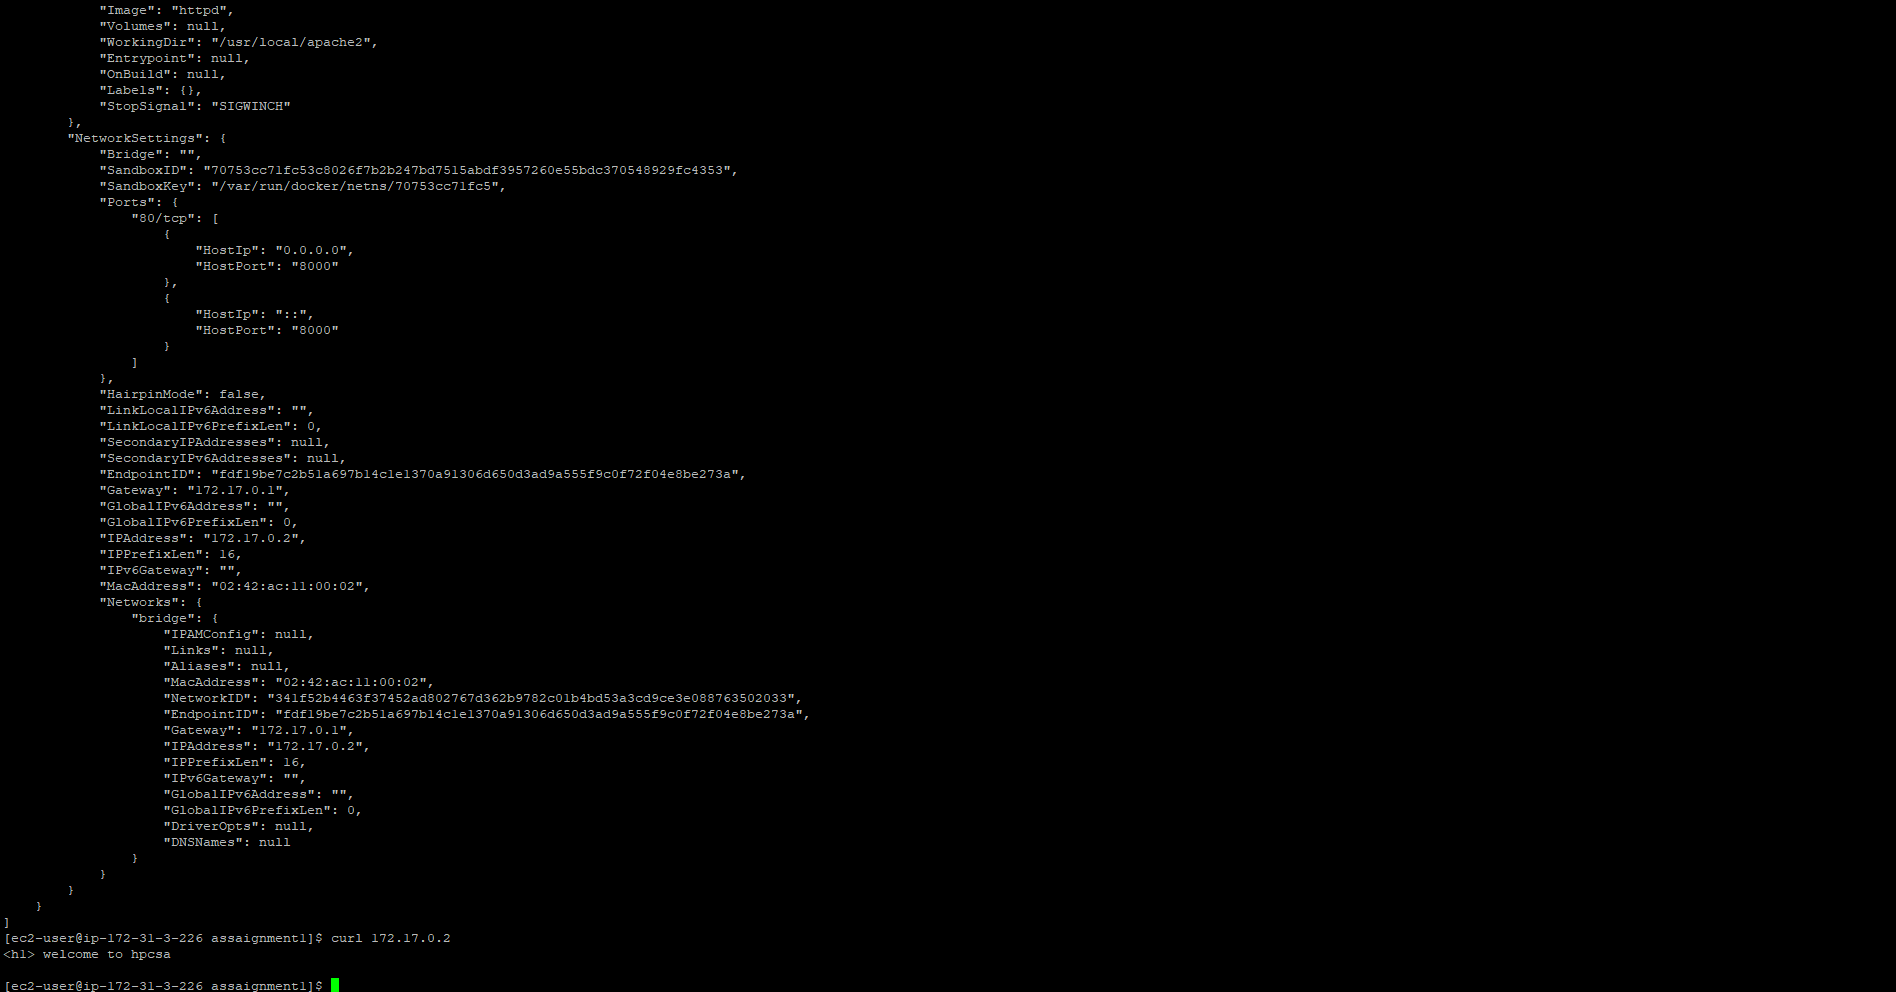 "Image": "httpd",
"Volumes": null,
"WorkingDir": "/usr/local/apache2",
"Entrypoint": null,
"OnBuild": null,
"Labels": {},
"StopSignal": "SIGWINCH"
},
"NetworkSettings": {
"Bridge": "",
"SandboxID": "70753cc71fc53c8026f7b2b247bd7515abdf3957260e55bdc370548929fc4353",
"SandboxKey": "/var/run/docker/netns/70753cc71fc5",
"Ports": {
"80/tcp": [
{
"HostIp": "0.0.0.0",
"HostPort": "8000"
},
{
"HostIp": "::",
"HostPort": "8000"
}
]
},
"HairpinMode": false,
"LinkLocalIPv6Address": "",
"LinkLocalIPv6PrefixLen": 0,
"SecondaryIPAddresses": null,
"SecondaryIPv6Addresses": null,
"EndpointID": "fdf19be7c2b51a697b14c1e1370a91306d650d3ad9a555f9c0f72f04e8be273a",
"Gateway": "172.17.0.1",
"GlobalIPv6Address": "",
"GlobalIPv6PrefixLen": 0,
"IPAddress": "172.17.0.2",
"IPPrefixLen": 16,
"IPv6Gateway": "",
"MacAddress": "02:42:ac:11:00:02",
"Networks": {
"bridge": {
"IPAMConfig": null,
"Links": null,
"Aliases": null,
"MacAddress": "02:42:ac:11:00:02",
"NetworkID": "341f52b4463f37452ad802767d362b9782c01b4bd53a3cd9ce3e088763502033",
"EndpointID": "fdf19be7c2b51a697b14c1e1370a91306d650d3ad9a555f9c0f72f04e8be273a",
"Gateway": "172.17.0.1",
"IPAddress": "172.17.0.2",
"IPPrefixLen": 16,
"IPv6Gateway": "",
"GlobalIPv6Address": "",
"GlobalIPv6PrefixLen": 0,
"DriverOpts": null,
"DNSNames": null
}
}
}
}
]
[ec2-user@ip-172-31-3-226 assaignment1]$ curl 172.17.0.2
<h1> welcome to hpcsa
[ec2-user@ip-172-31-3-226 assaignment1]$